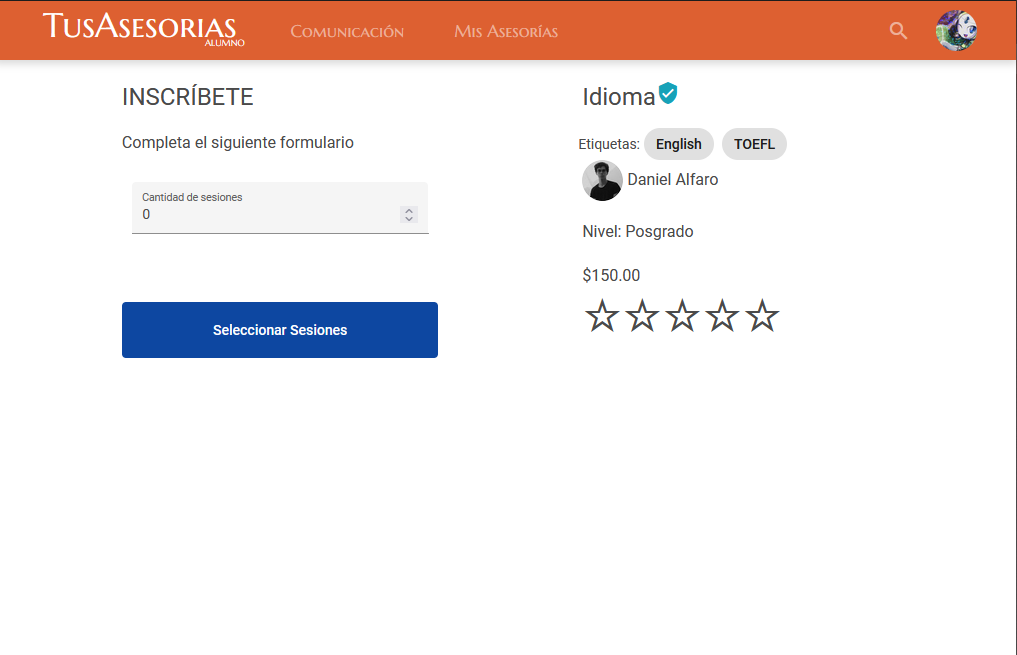 TusAsesorias
ALUMNO
Comunicación
Mis Asesorías
INSCRÍBETE
Completa el siguiente formulario
Cantidad de sesiones
0
Seleccionar Sesiones
Idioma
Etiquetas: English TOEFL
Daniel Alfaro
Nivel: Posgrado
$150.00